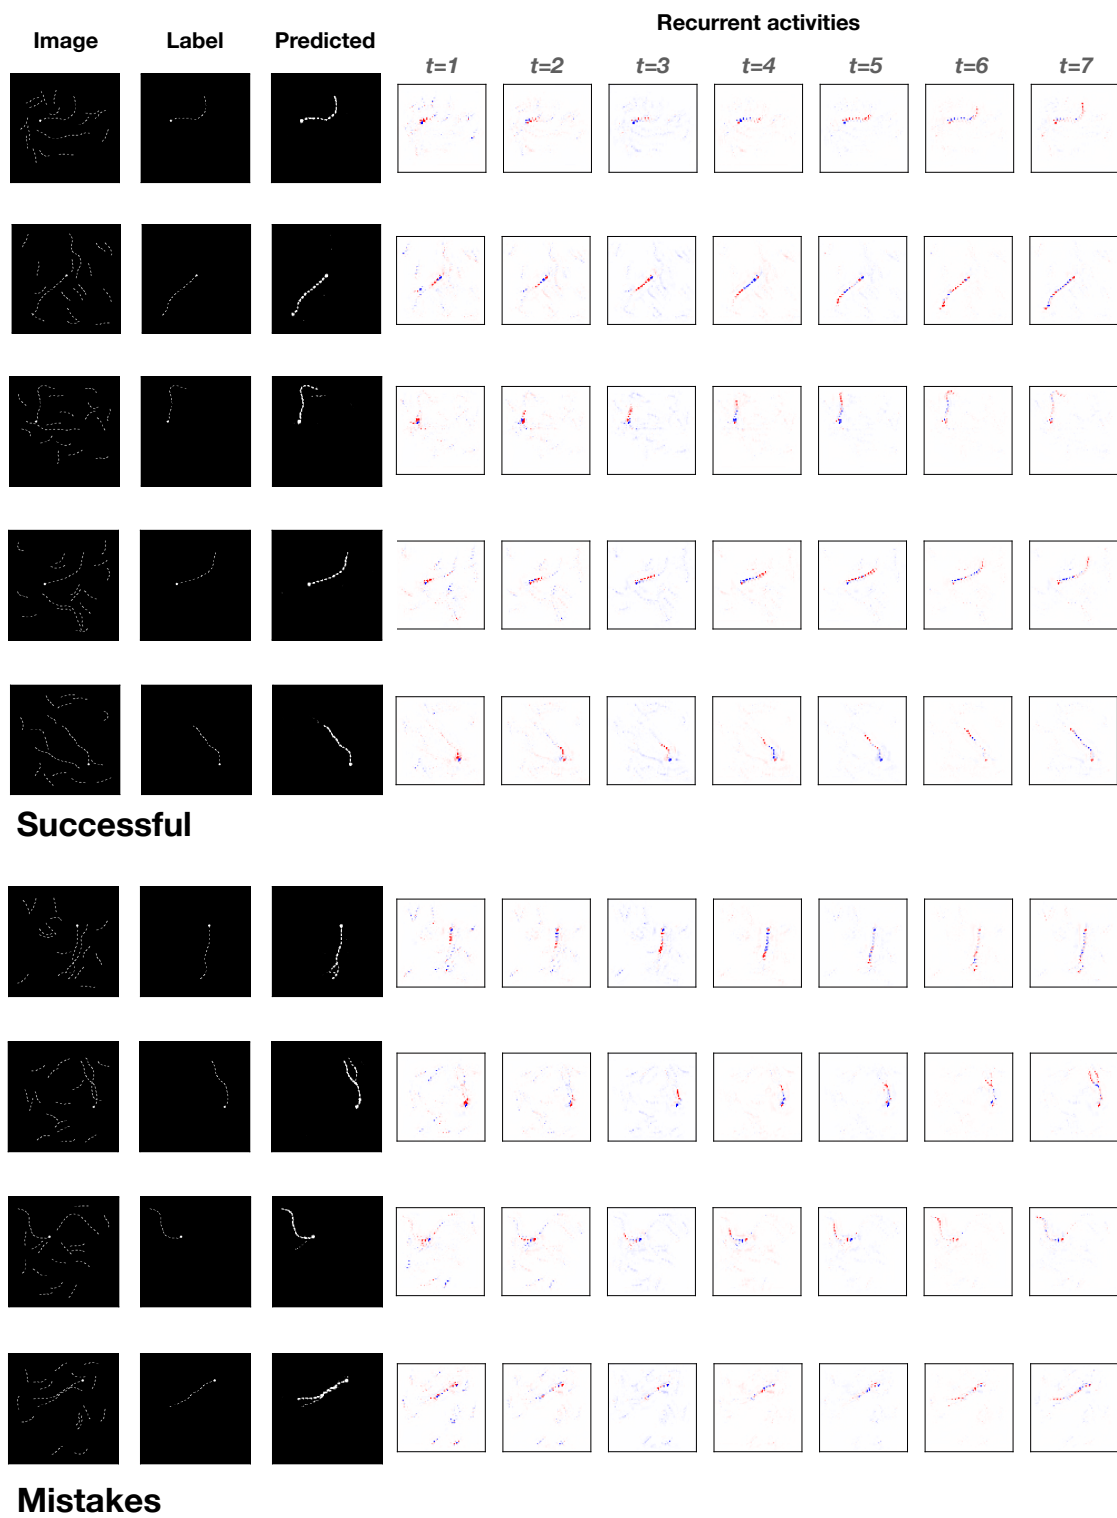 Recurrent activities
Image Label Predicted
t=1 t=2 t=3 t=4 t=5 t=6 t=7
Successful
Mistakes